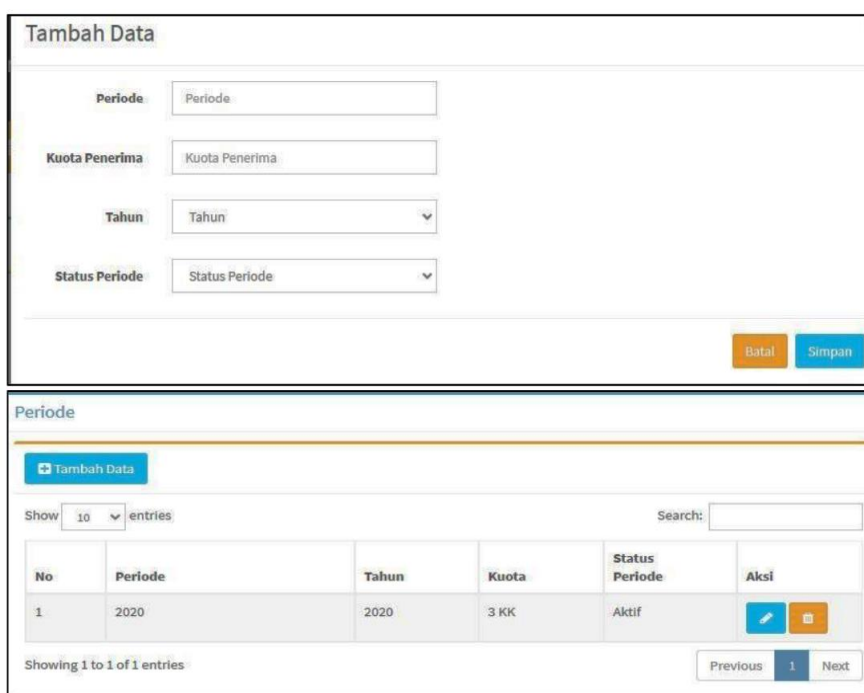 Tambah Data
Periode Periode
Kuota Penerima Kuota Penerima
Tahun Tahun
Status Periode Status Periode
Batal Simpan
Periode
Tambah Data
Show 10 entries Search:
No Periode Tahun Kuota Status Periode Aksi
1 2020 2020 3 KK Aktif
Showing 1 to 1 of 1 entries Previous 1 Next